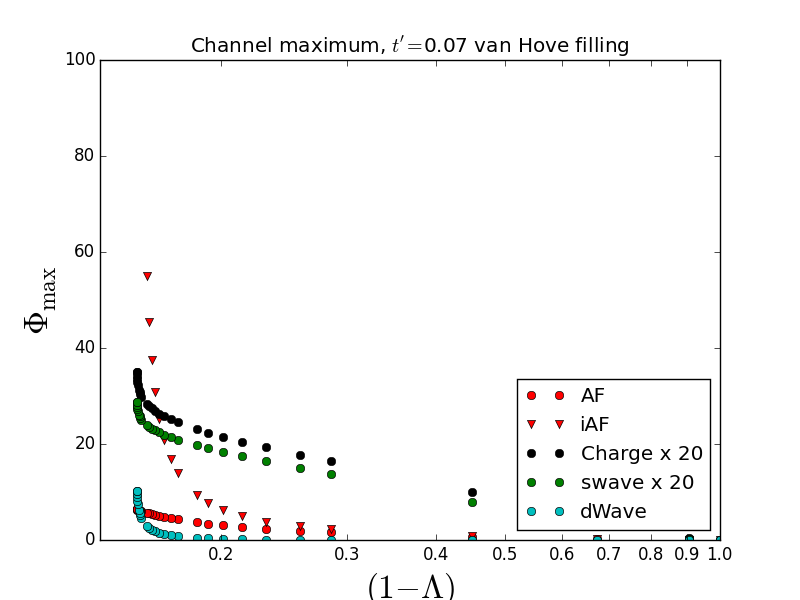 Channel maximum, t′=0.07 van Hove filling
100
80
60
40
20
0
Φmax
AF
iAF
Charge x 20
swave x 20
dWave
0.2 0.3 0.4 0.5 0.6 0.7 0.8 0.9 1.0
(1−Λ)